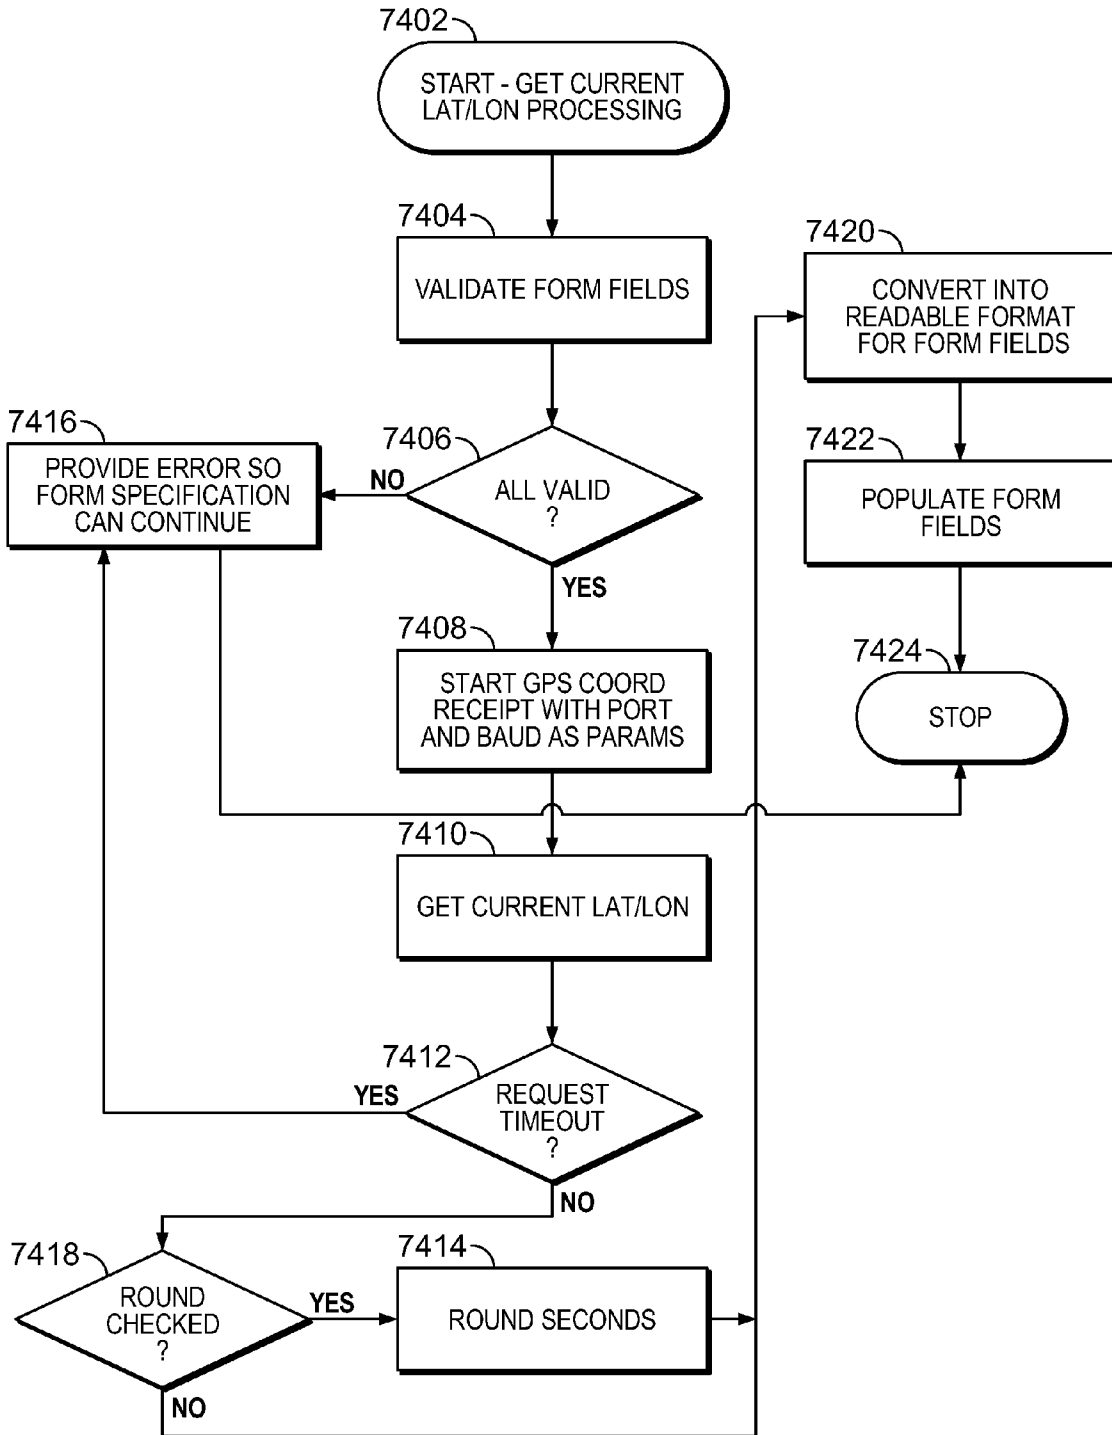 7402
START - GET CURRENT
LAT/LON PROCESSING
7404
VALIDATE FORM FIELDS
7420
CONVERT INTO
READABLE FORMAT
FOR FORM FIELDS
7416
PROVIDE ERROR SO
FORM SPECIFICATION
CAN CONTINUE
NO
7406
ALL VALID
?
YES
7422
POPULATE FORM
FIELDS
7408
START GPS COORD
RECEIPT WITH PORT
AND BAUD AS PARAMS
7424
STOP
7410
GET CURRENT LAT/LON
7412
YES
REQUEST
TIMEOUT
?
NO
7418
ROUND
CHECKED
?
YES
NO
7414
ROUND SECONDS